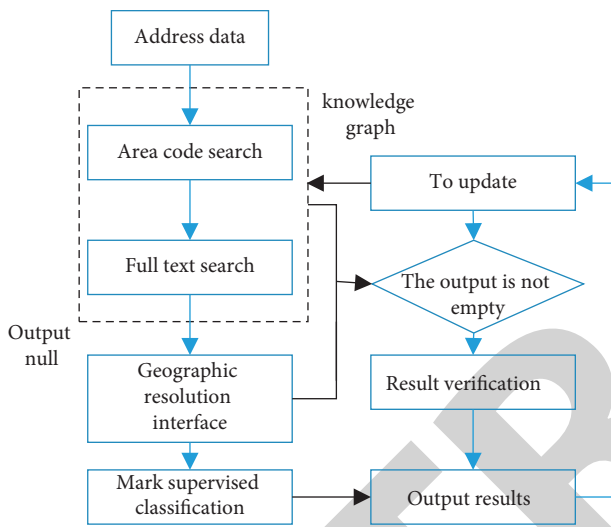 Address data
knowledge
graph
Area code search
To update
Full text search
The output is not
empty
Output
null
Geographic
resolution
interface
Result verification
Mark supervised
classification
Output results